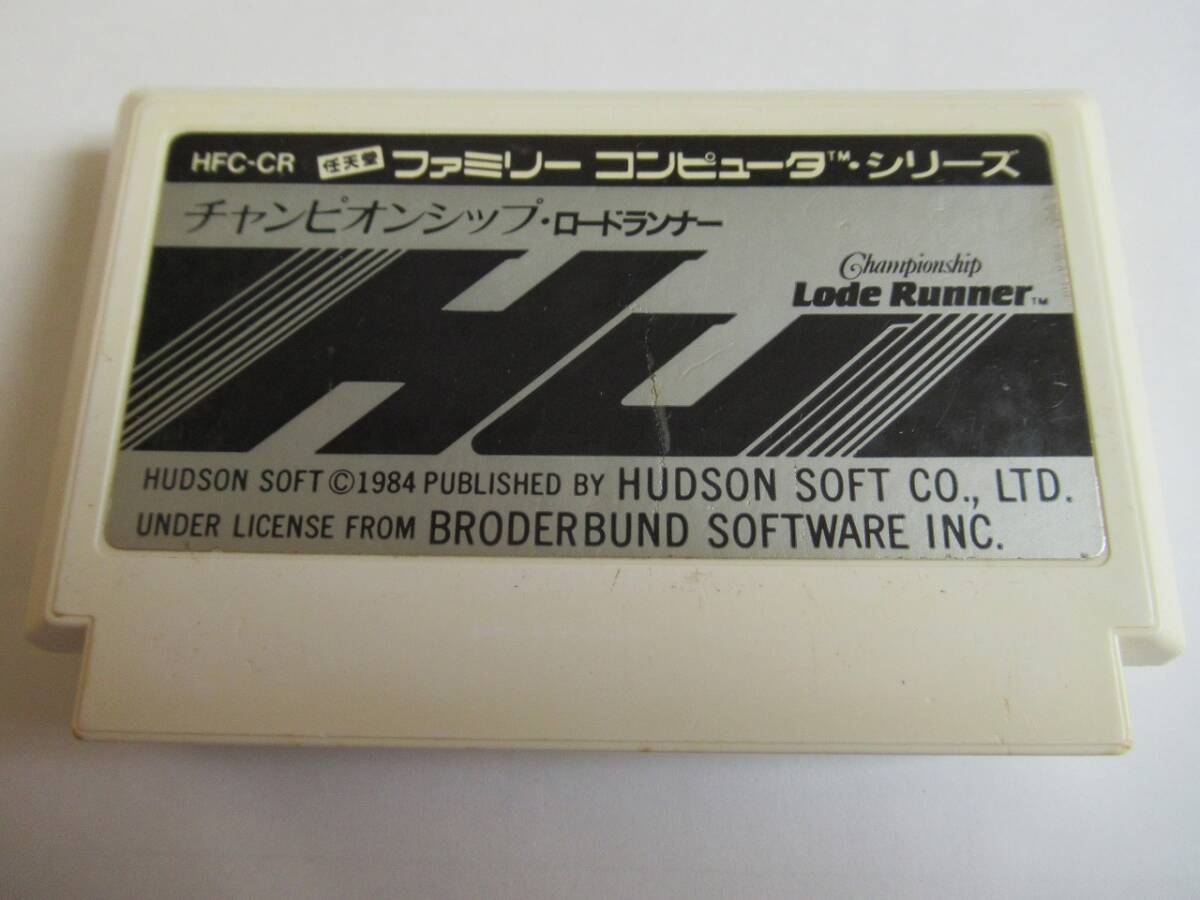 HFC-CR 任天堂 ファミリー コンピュータ™・シリーズ
チャンピオンシップ・ロードランナー
Championship
Lode Runner™
HU
HUDSON SOFT ©1984 PUBLISHED BY HUDSON SOFT CO., LTD.
UNDER LICENSE FROM BRODERBUND SOFTWARE INC.